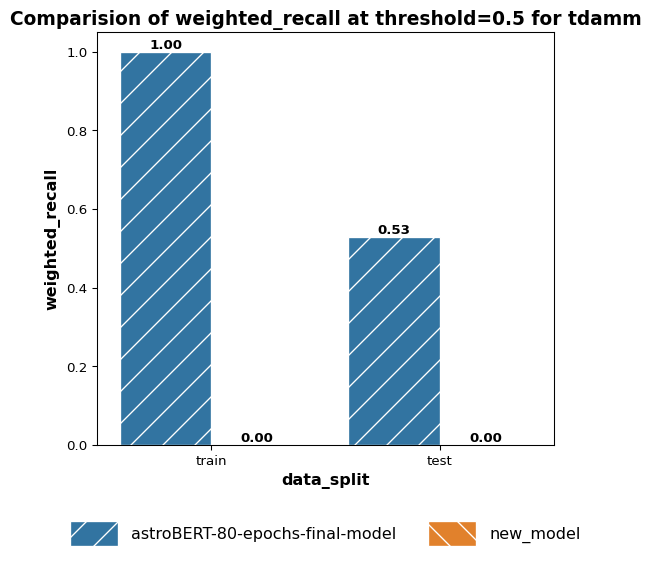 Comparision of weighted_recall at threshold=0.5 for tdamm
1.0
0.8
0.6
0.4
0.2
0.0
weighted_recall
1.00
0.00
0.53
0.00
train
test
data_split
astroBERT-80-epochs-final-model
new_model